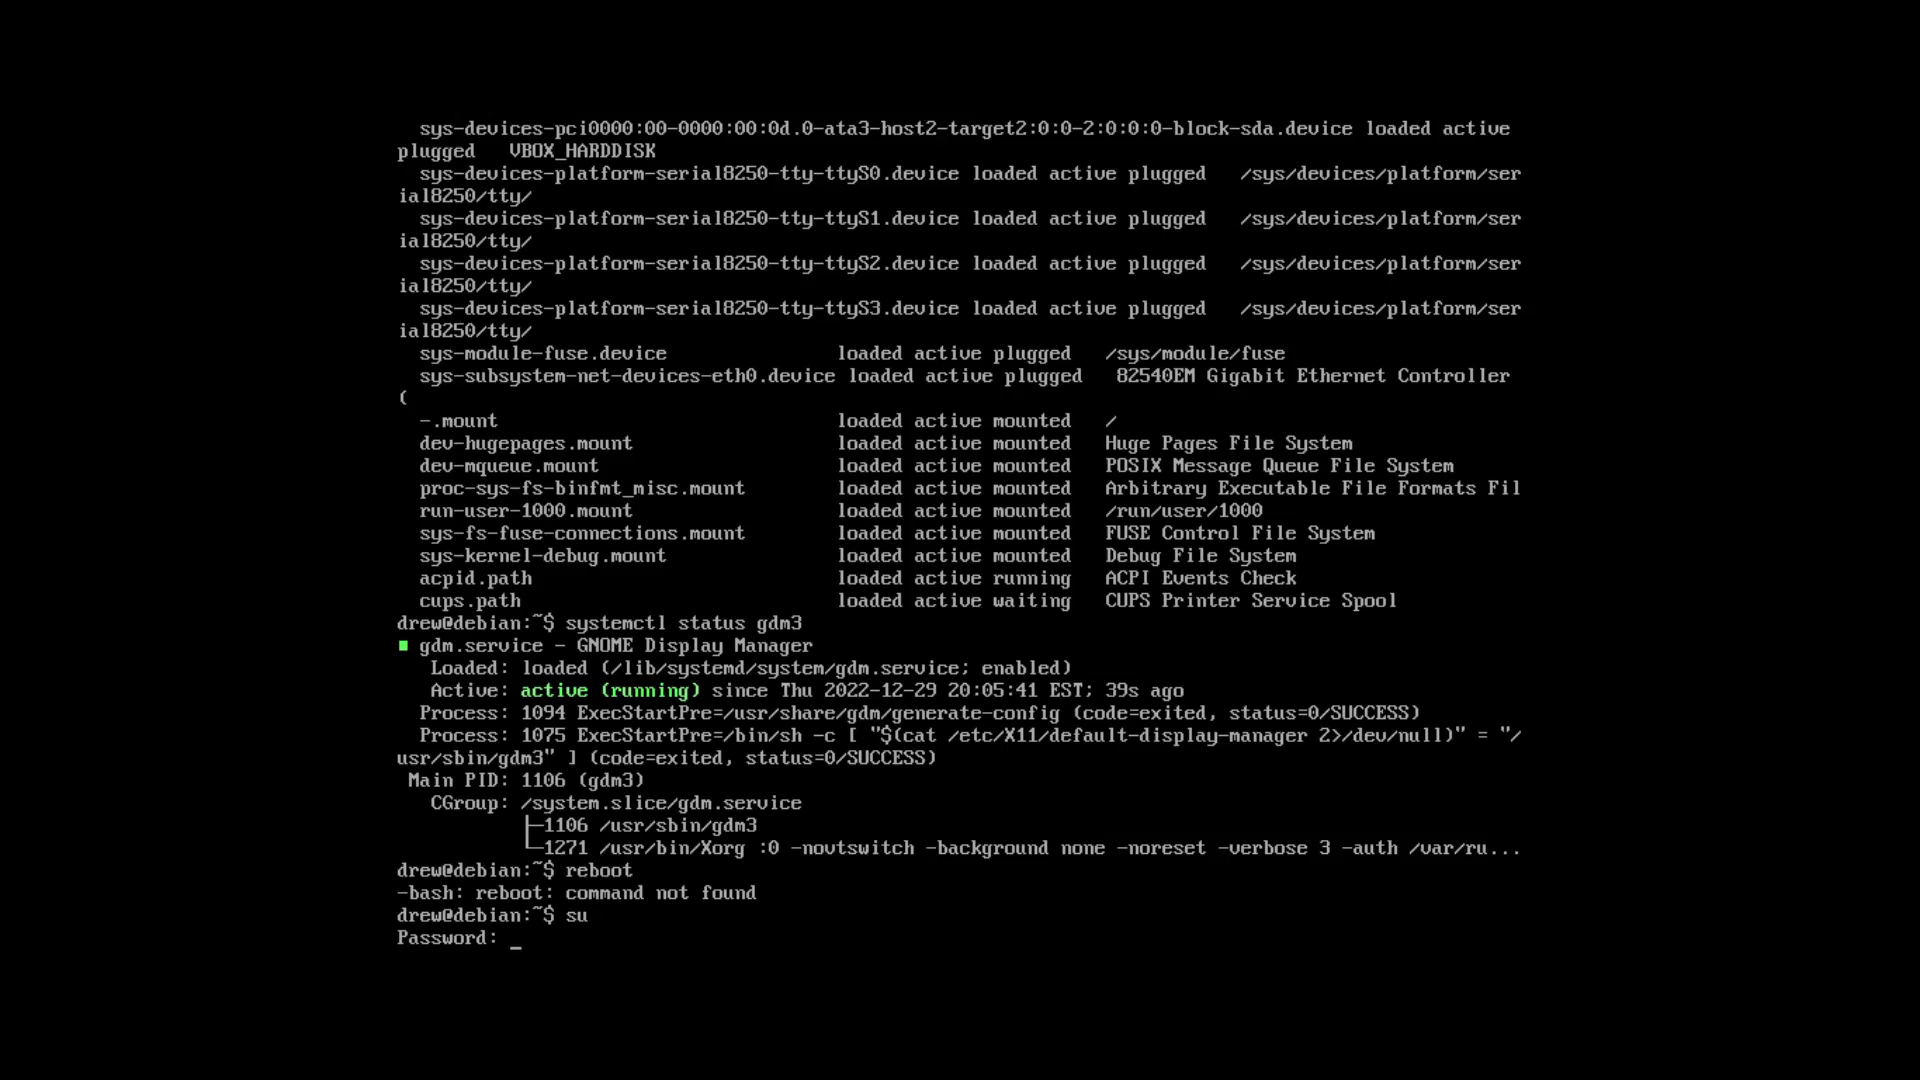 sys-devices-pci0000:00-0000:00:0d.0-ata3-host2-target2:0:0-2:0:0:0-block-sda.device loaded active
plugged   VBOX_HARDDISK
sys-devices-platform-serial8250-tty-ttyS0.device loaded active plugged   /sys/devices/platform/ser
ial8250/tty/
sys-devices-platform-serial8250-tty-ttyS1.device loaded active plugged   /sys/devices/platform/ser
ial8250/tty/
sys-devices-platform-serial8250-tty-ttyS2.device loaded active plugged   /sys/devices/platform/ser
ial8250/tty/
sys-devices-platform-serial8250-tty-ttyS3.device loaded active plugged   /sys/devices/platform/ser
ial8250/tty/
sys-module-fuse.device               loaded active plugged   /sys/module/fuse
sys-subsystem-net-devices-eth0.device loaded active plugged   82540EM Gigabit Ethernet Controller
(
-.mount                              loaded active mounted   /
dev-hugepages.mount                  loaded active mounted   Huge Pages File System
dev-mqueue.mount                     loaded active mounted   POSIX Message Queue File System
proc-sys-fs-binfmt_misc.mount        loaded active mounted   Arbitrary Executable File Formats Fil
run-user-1000.mount                  loaded active mounted   /run/user/1000
sys-fs-fuse-connections.mount        loaded active mounted   FUSE Control File System
sys-kernel-debug.mount               loaded active mounted   Debug File System
acpid.path                           loaded active running   ACPI Events Check
cups.path                            loaded active waiting   CUPS Printer Service Spool
drew@debian:~$ systemctl status gdm3
■ gdm.service - GNOME Display Manager
Loaded: loaded (/lib/systemd/system/gdm.service; enabled)
Active: active (running) since Thu 2022-12-29 20:05:41 EST; 39s ago
Process: 1094 ExecStartPre=/usr/share/gdm/generate-config (code=exited, status=0/SUCCESS)
Process: 1075 ExecStartPre=/bin/sh -c [ "$(cat /etc/X11/default-display-manager 2>/dev/null)" = "/
usr/sbin/gdm3" ] (code=exited, status=0/SUCCESS)
Main PID: 1106 (gdm3)
CGroup: /system.slice/gdm.service
├─1106 /usr/sbin/gdm3
└─1271 /usr/bin/Xorg :0 -novtswitch -background none -noreset -verbose 3 -auth /var/ru...
drew@debian:~$ reboot
-bash: reboot: command not found
drew@debian:~$ su
Password: _